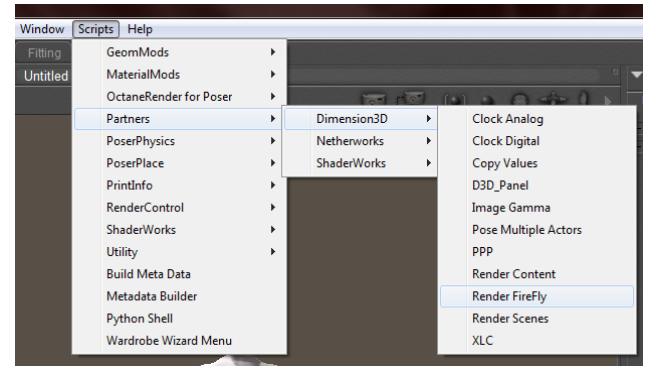 Window Scripts Help
Fitting
Untitled
GeomMods
MaterialMods
OctaneRender for Poser
Partners
PoserPhysics
PoserPlace
PrintInfo
RenderControl
ShaderWorks
Utility
Build Meta Data
Metadata Builder
Python Shell
Wardrobe Wizard Menu
Dimension3D
Netherworks
ShaderWorks
Clock Analog
Clock Digital
Copy Values
D3D_Panel
Image Gamma
Pose Multiple Actors
PPP
Render Content
Render FireFly
Render Scenes
XLC